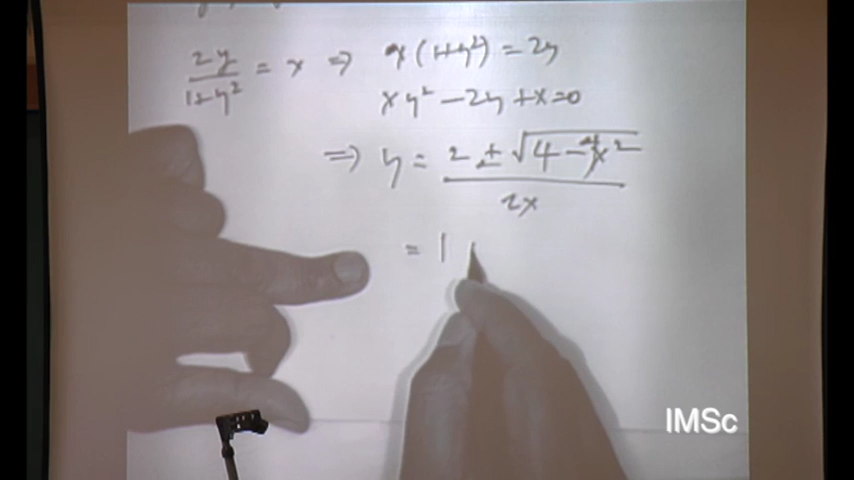 2y/(1+y²) = x ⇒ x(1+y²) = 2y
xy² - 2y + x = 0
⇒ y = (2 ± √(4 - 4x²))/2x
= 1
IMSc